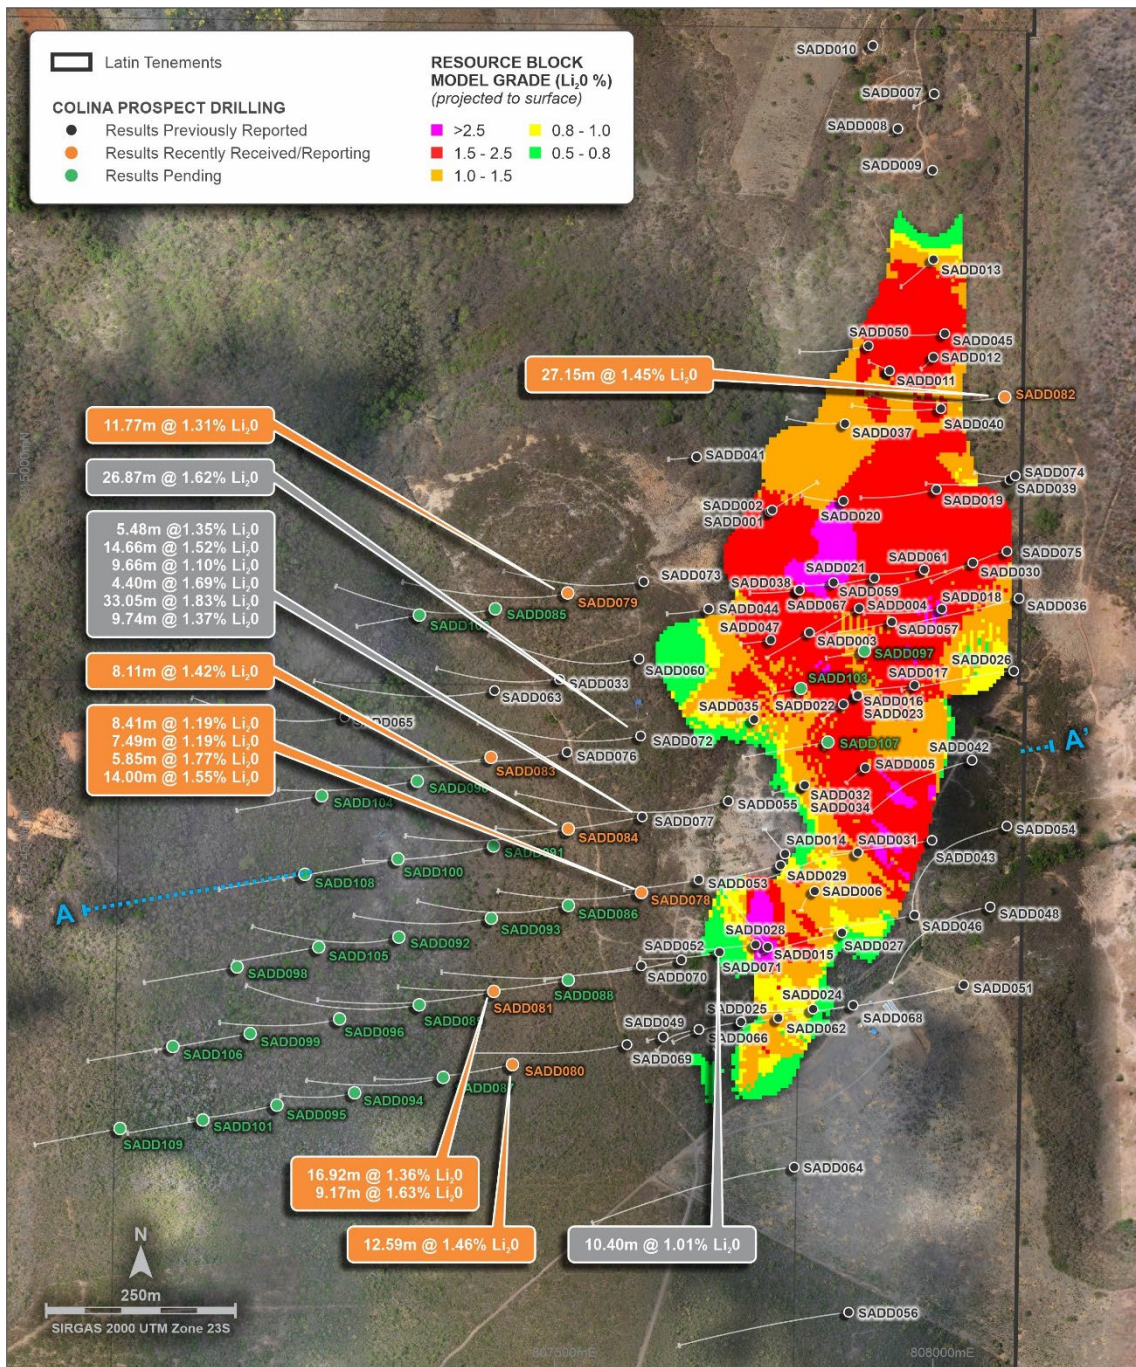 Latin Tenements
COLINA PROSPECT DRILLING
Results Previously Reported
Results Recently Received/Reporting
Results Pending
RESOURCE BLOCK
MODEL GRADE (Li₂0 %)
(projected to surface)
>2.5
1.5 - 2.5
1.0 - 1.5
0.8 - 1.0
0.5 - 0.8
SADD010
SADD007
SADD008
SADD009
SADD013
SADD050
SADD045
SADD012
SADD011
27.15m @ 1.45% Li₂0
SADD082
SADD040
SADD037
11.77m @ 1.31% Li₂0
26.87m @ 1.62% Li₂0
SADD041
SADD074
SADD039
SADD019
SADD002
SADD001
SADD020
5.48m @1.35% Li₂0
14.66m @ 1.52% Li₂0
9.66m @ 1.10% Li₂0
4.40m @ 1.69% Li₂0
33.05m @ 1.83% Li₂0
9.74m @ 1.37% Li₂0
SADD075
SADD061
SADD030
SADD021
SADD073
SADD038
SADD059
SADD079
SADD067
SADD004
SADD018
SADD036
SADD085
SADD044
SADD047
SADD003
SADD057
SADD097
8.11m @ 1.42% Li₂0
SADD060
SADD026
SADD033
SADD063
SADD017
SADD103
SADD016
SADD065
SADD035
SADD022
SADD023
8.41m @ 1.19% Li₂0
7.49m @ 1.19% Li₂0
5.85m @ 1.77% Li₂0
14.00m @ 1.55% Li₂0
SADD072
SADD107
SADD042
A'
SADD076
SADD083
SADD005
SADD104
SADD032
SADD034
SADD055
SADD077
SADD084
SADD054
SADD014
SADD031
SADD043
SADD100
SADD108
SADD029
SADD053
SADD078
SADD006
A
SADD086
SADD093
SADD048
SADD046
SADD092
SADD105
SADD028
SADD027
SADD052
SADD015
SADD098
SADD071
SADD070
SADD088
SADD051
SADD081
SADD024
SADD025
SADD096
SADD068
SADD062
SADD049
SADD066
SADD099
SADD106
SADD069
SADD080
SADD087
SADD094
SADD095
SADD101
SADD109
16.92m @ 1.36% Li₂0
9.17m @ 1.63% Li₂0
SADD064
12.59m @ 1.46% Li₂0
10.40m @ 1.01% Li₂0
N
250m
SIRGAS 2000 UTM Zone 23S
SADD056
807500mE
808000mE